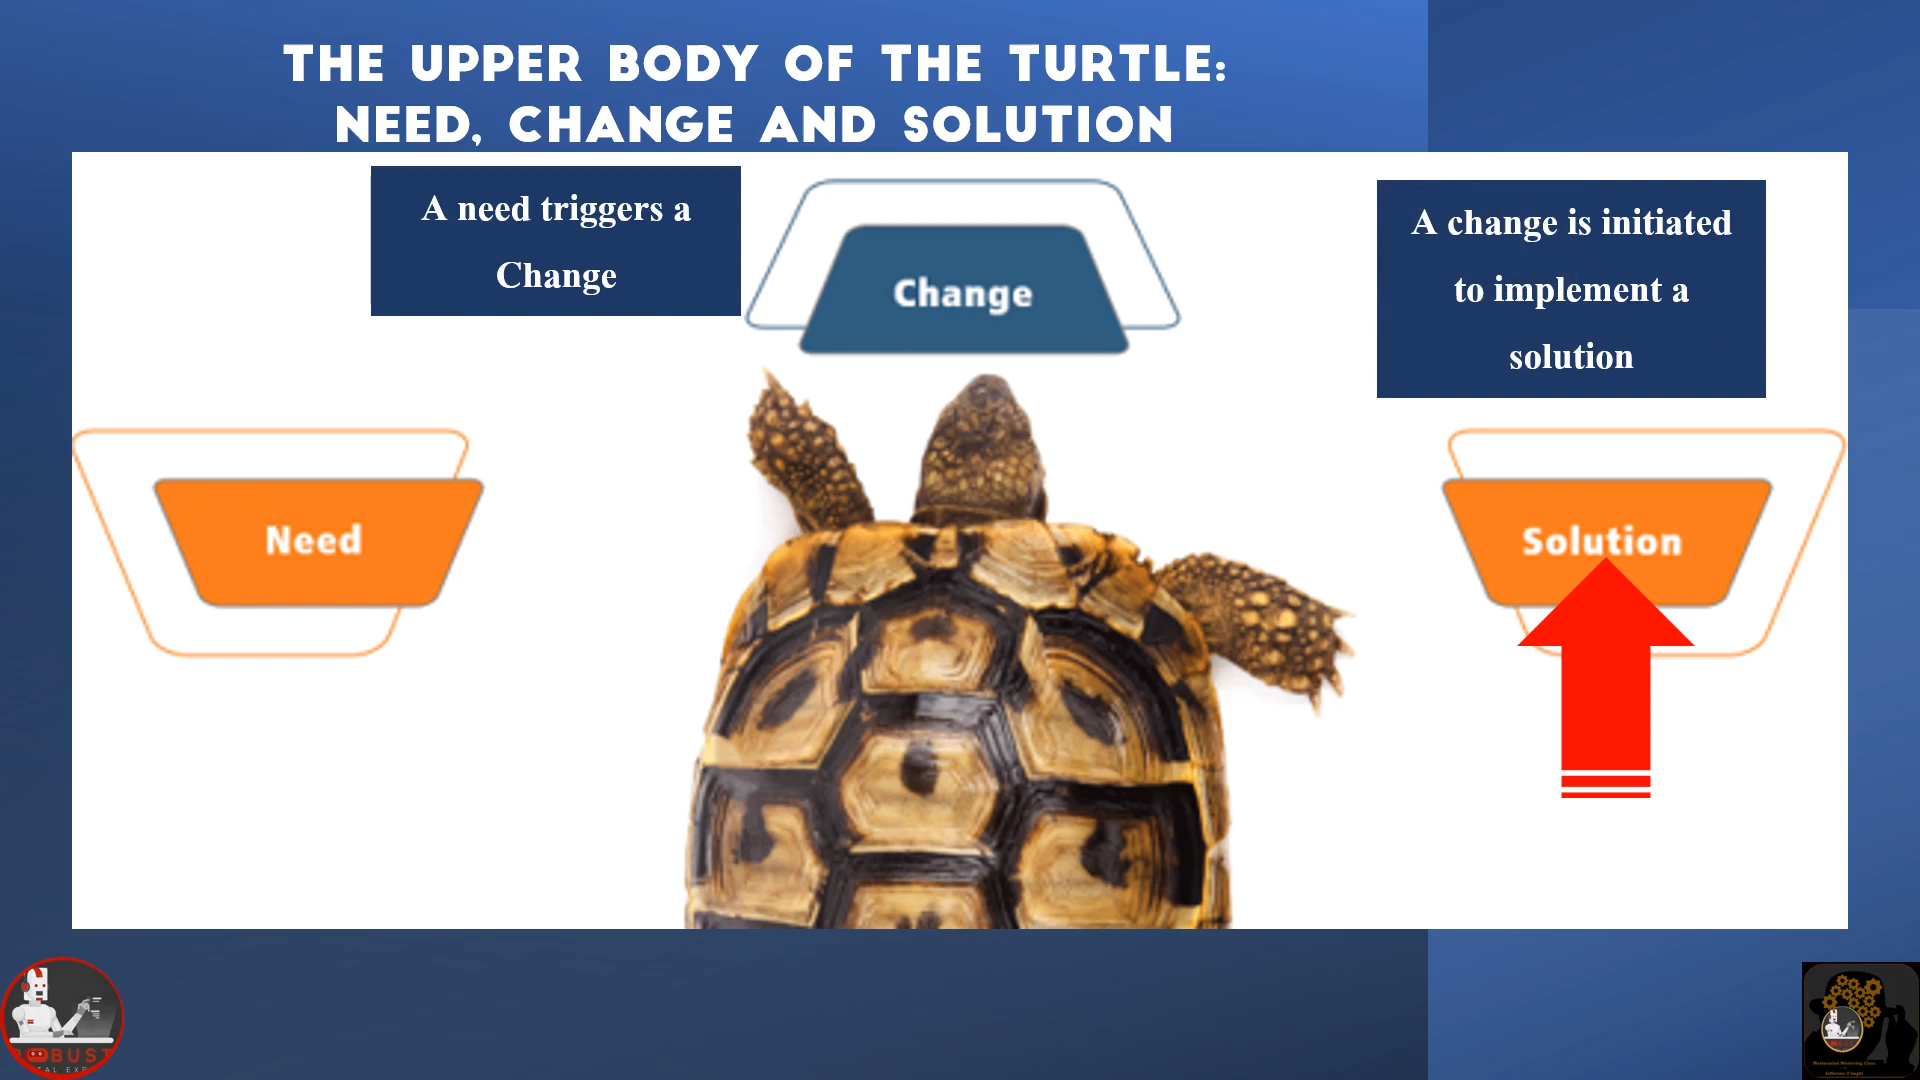 THE UPPER BODY OF THE TURTLE:
NEED, CHANGE AND SOLUTION
A need triggers a
Change
Change
A change is initiated
to implement a
solution
Need
Solution
ROBUST